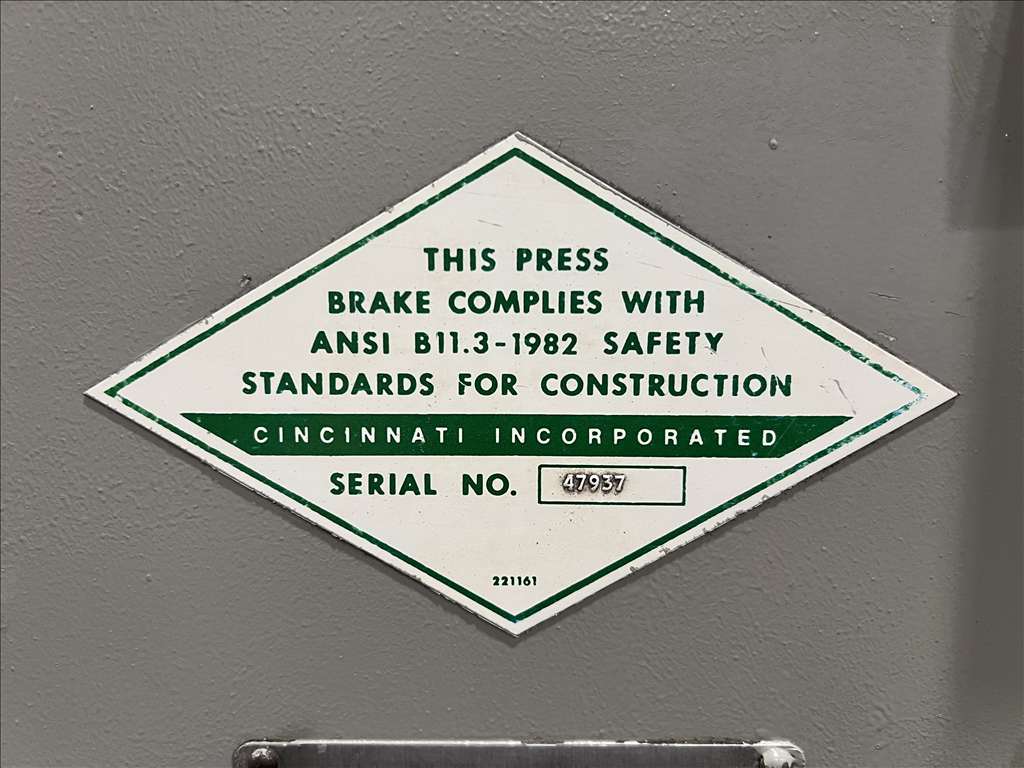 THIS PRESS
BRAKE COMPLIES WITH
ANSI B11.3-1982 SAFETY
STANDARDS FOR CONSTRUCTION
CINCINNATI INCORPORATED
SERIAL NO. 47937
221161